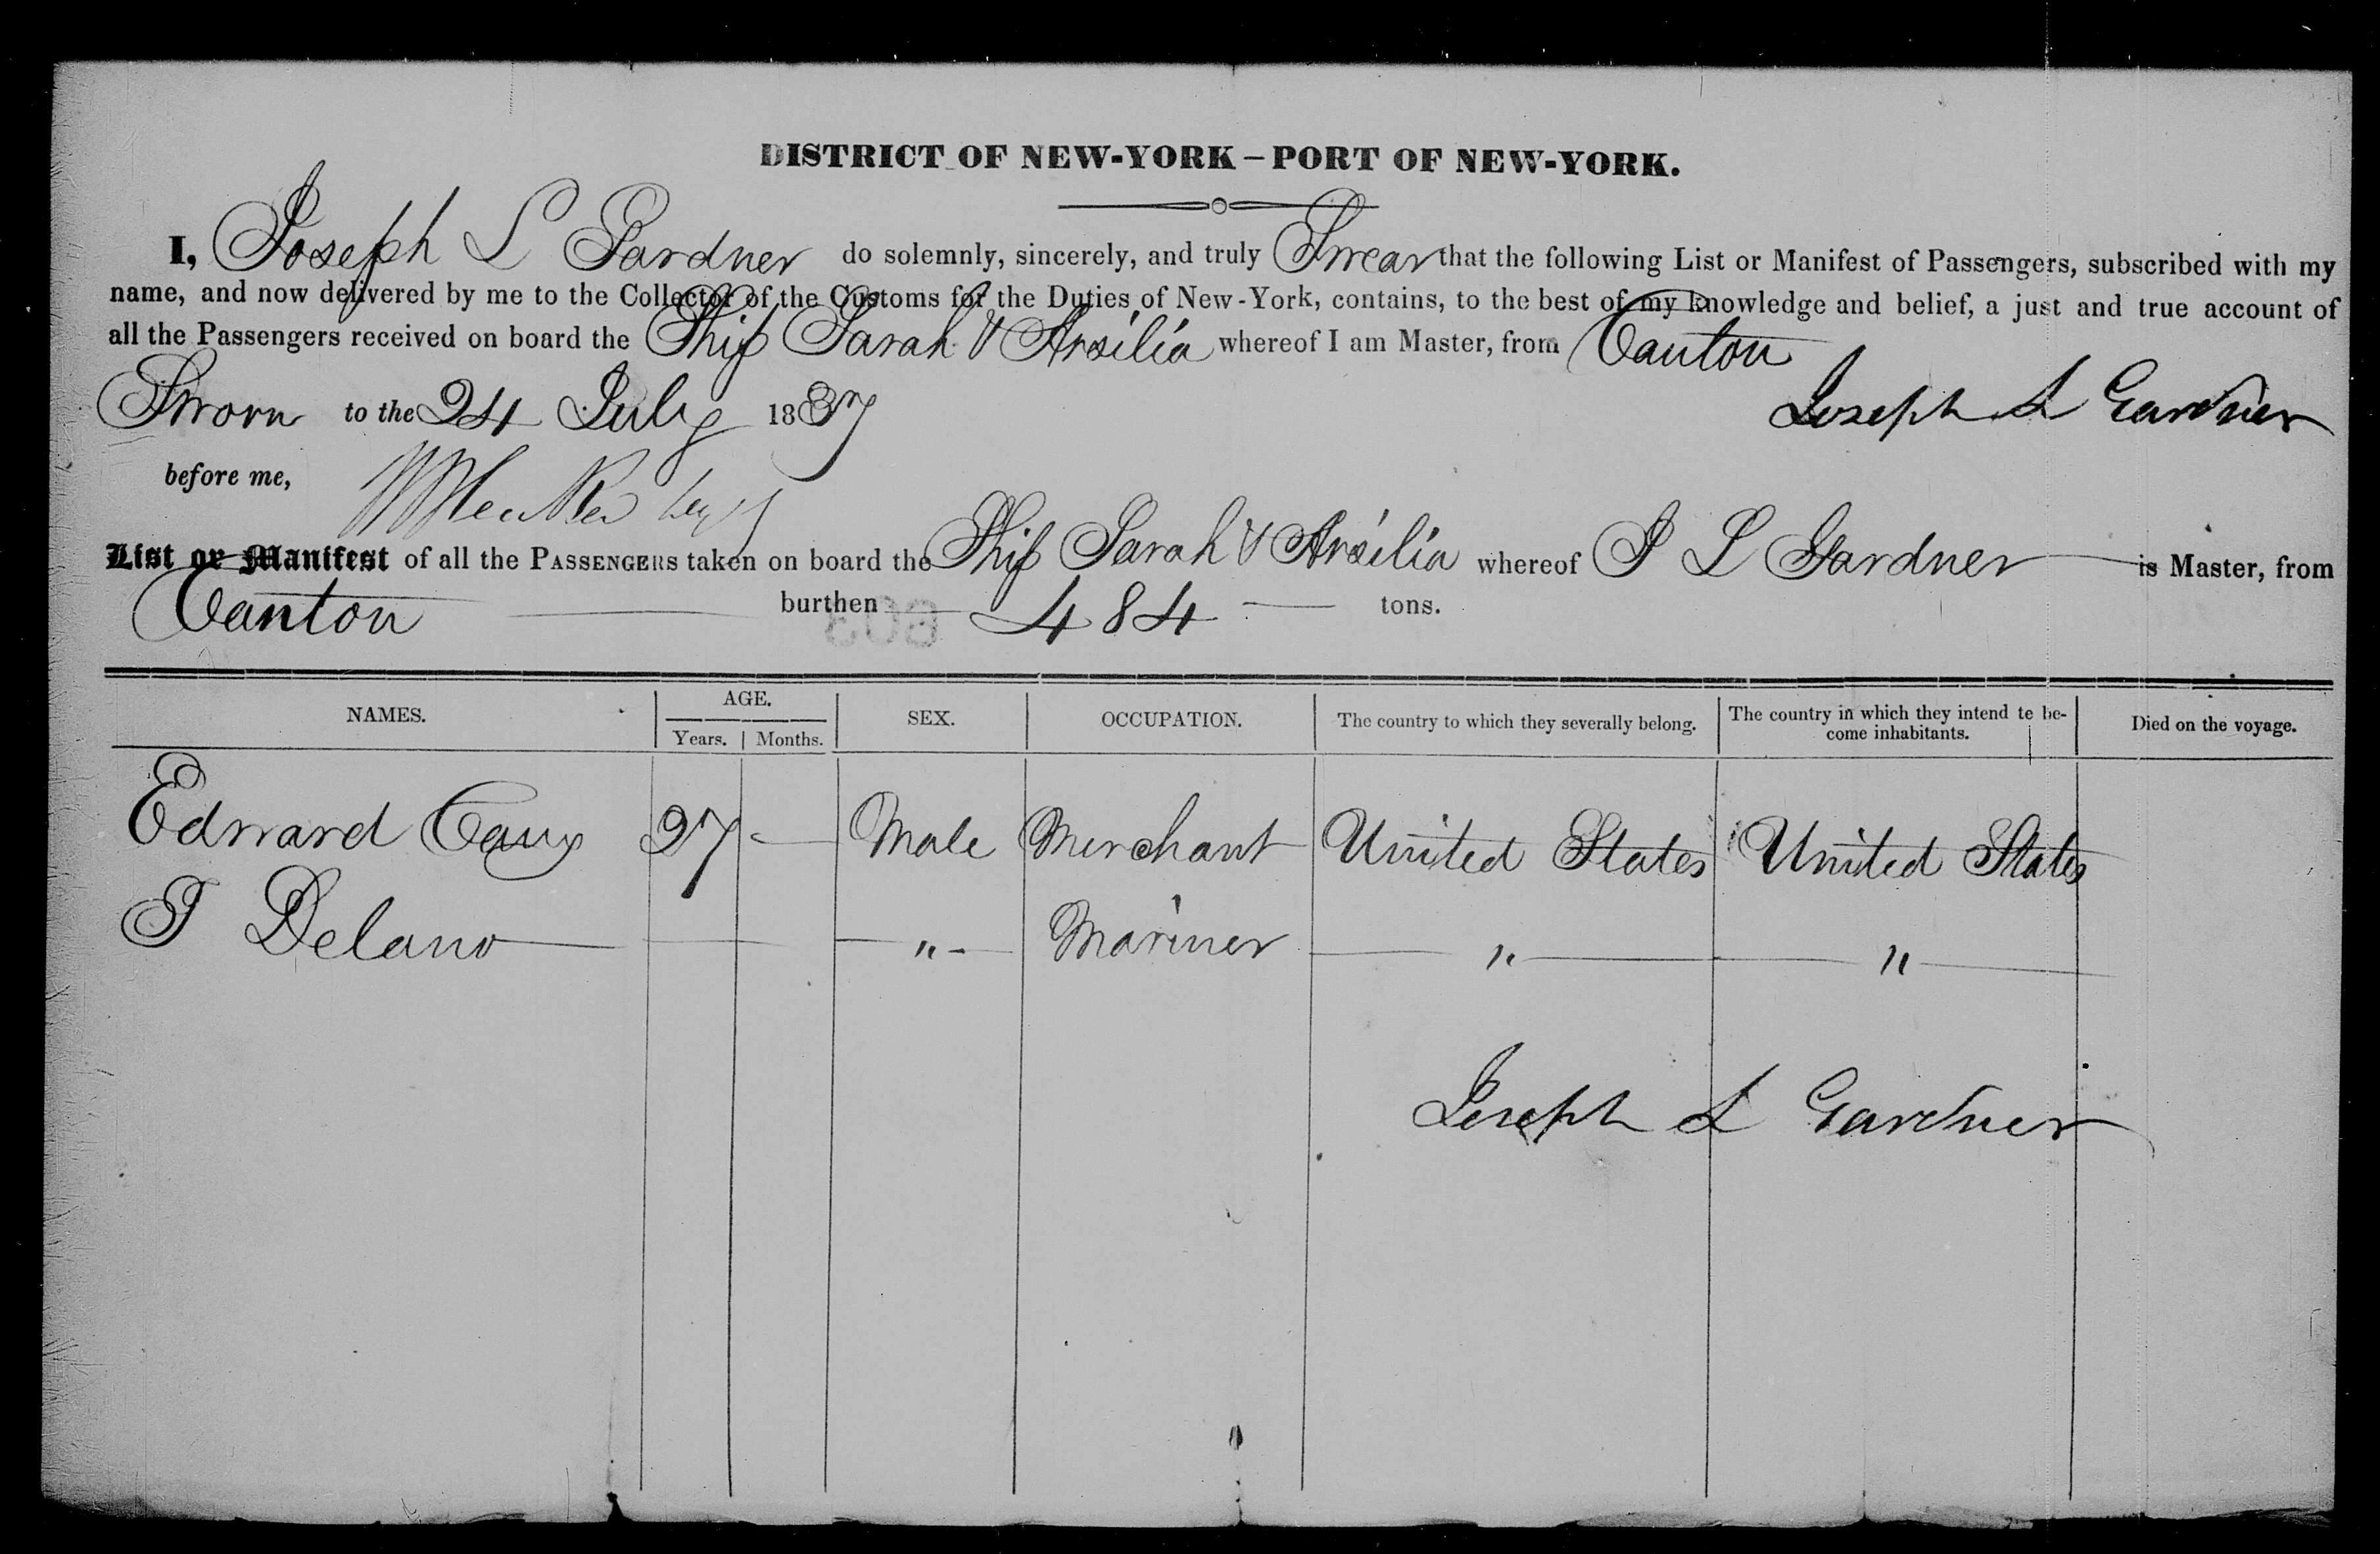 DISTRICT OF NEW-YORK – PORT OF NEW-YORK.
I, Joseph L Gardner do solemnly, sincerely, and truly Swear that the following List or Manifest of Passengers, subscribed with my
name, and now delivered by me to the Collector of the Customs for the Duties of New-York, contains, to the best of my knowledge and belief, a just and true account of
all the Passengers received on board the Ship Sarah & Arsilia whereof I am Master, from Canton
Sworn to the 24 July 1837 Joseph L Gardner
before me,
List or Manifest of all the PASSENGERS taken on board the Ship Sarah & Arsilia whereof J L Gardner is Master, from
Canton burthen 484 tons.
603
NAMES. AGE. SEX. OCCUPATION. The country to which they severally belong. The country in which they intend to be- Died on the voyage.
Years. Months. come inhabitants.
Edward 27 — Male Merchant United States United States
J Delano — " — Mariner — " — — " —
Joseph L Gardner